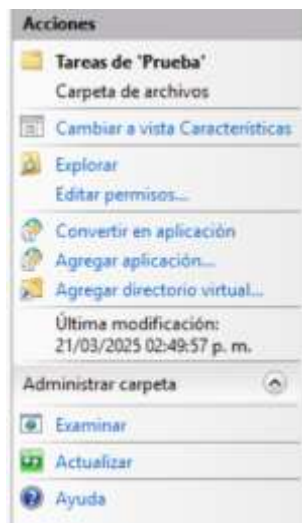 Acciones
Tareas de 'Prueba'
Carpeta de archivos
Cambiar a vista Características
Explorar
Editar permisos...
Convertir en aplicación
Agregar aplicación...
Agregar directorio virtual...
Última modificación:
21/03/2025 02:49:57 p. m.
Administrar carpeta
Examinar
Actualizar
Ayuda